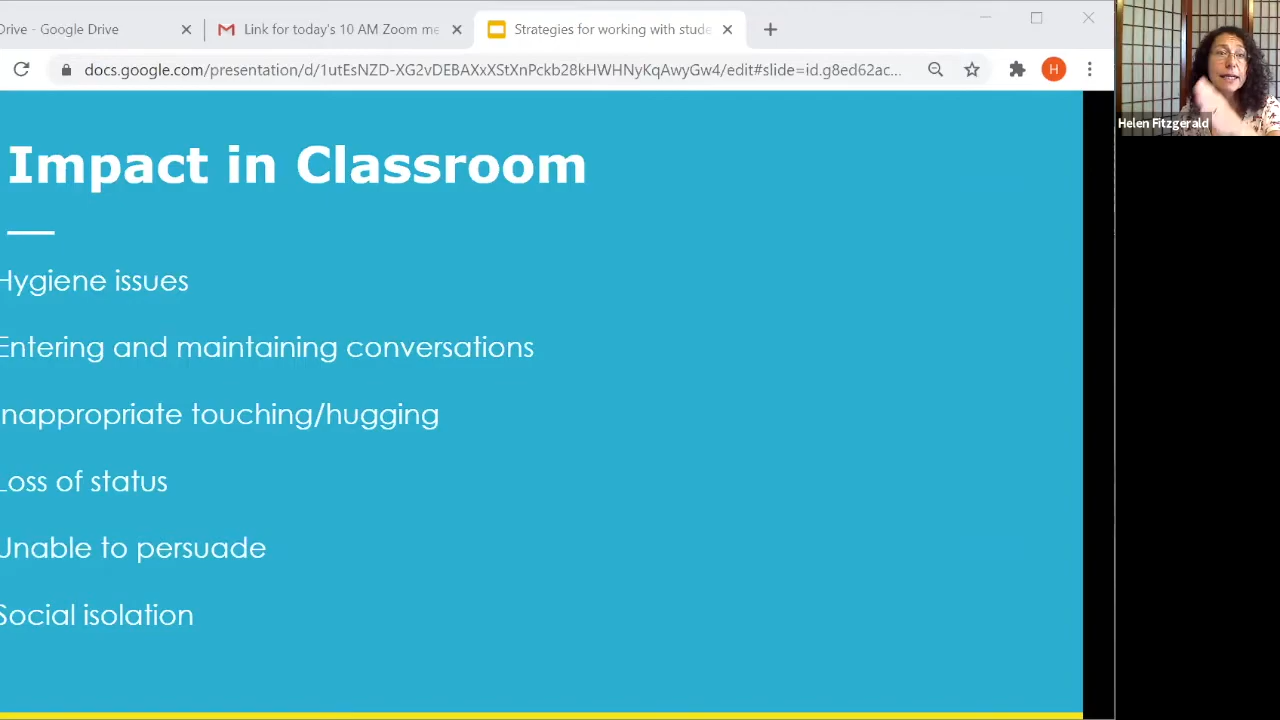 Drive - Google Drive
Link for today's 10 AM Zoom me
Strategies for working with stude
docs.google.com/presentation/d/1utEeNZD-XG2vDEBAXxXStXnPckb28kHWHNyKqAwyGw4/edit#slide=id.g8ed62ac...
H
Helen Fitzgerald
Impact in Classroom
Hygiene issues
Entering and maintaining conversations
Inappropriate touching/hugging
Loss of status
Unable to persuade
Social isolation